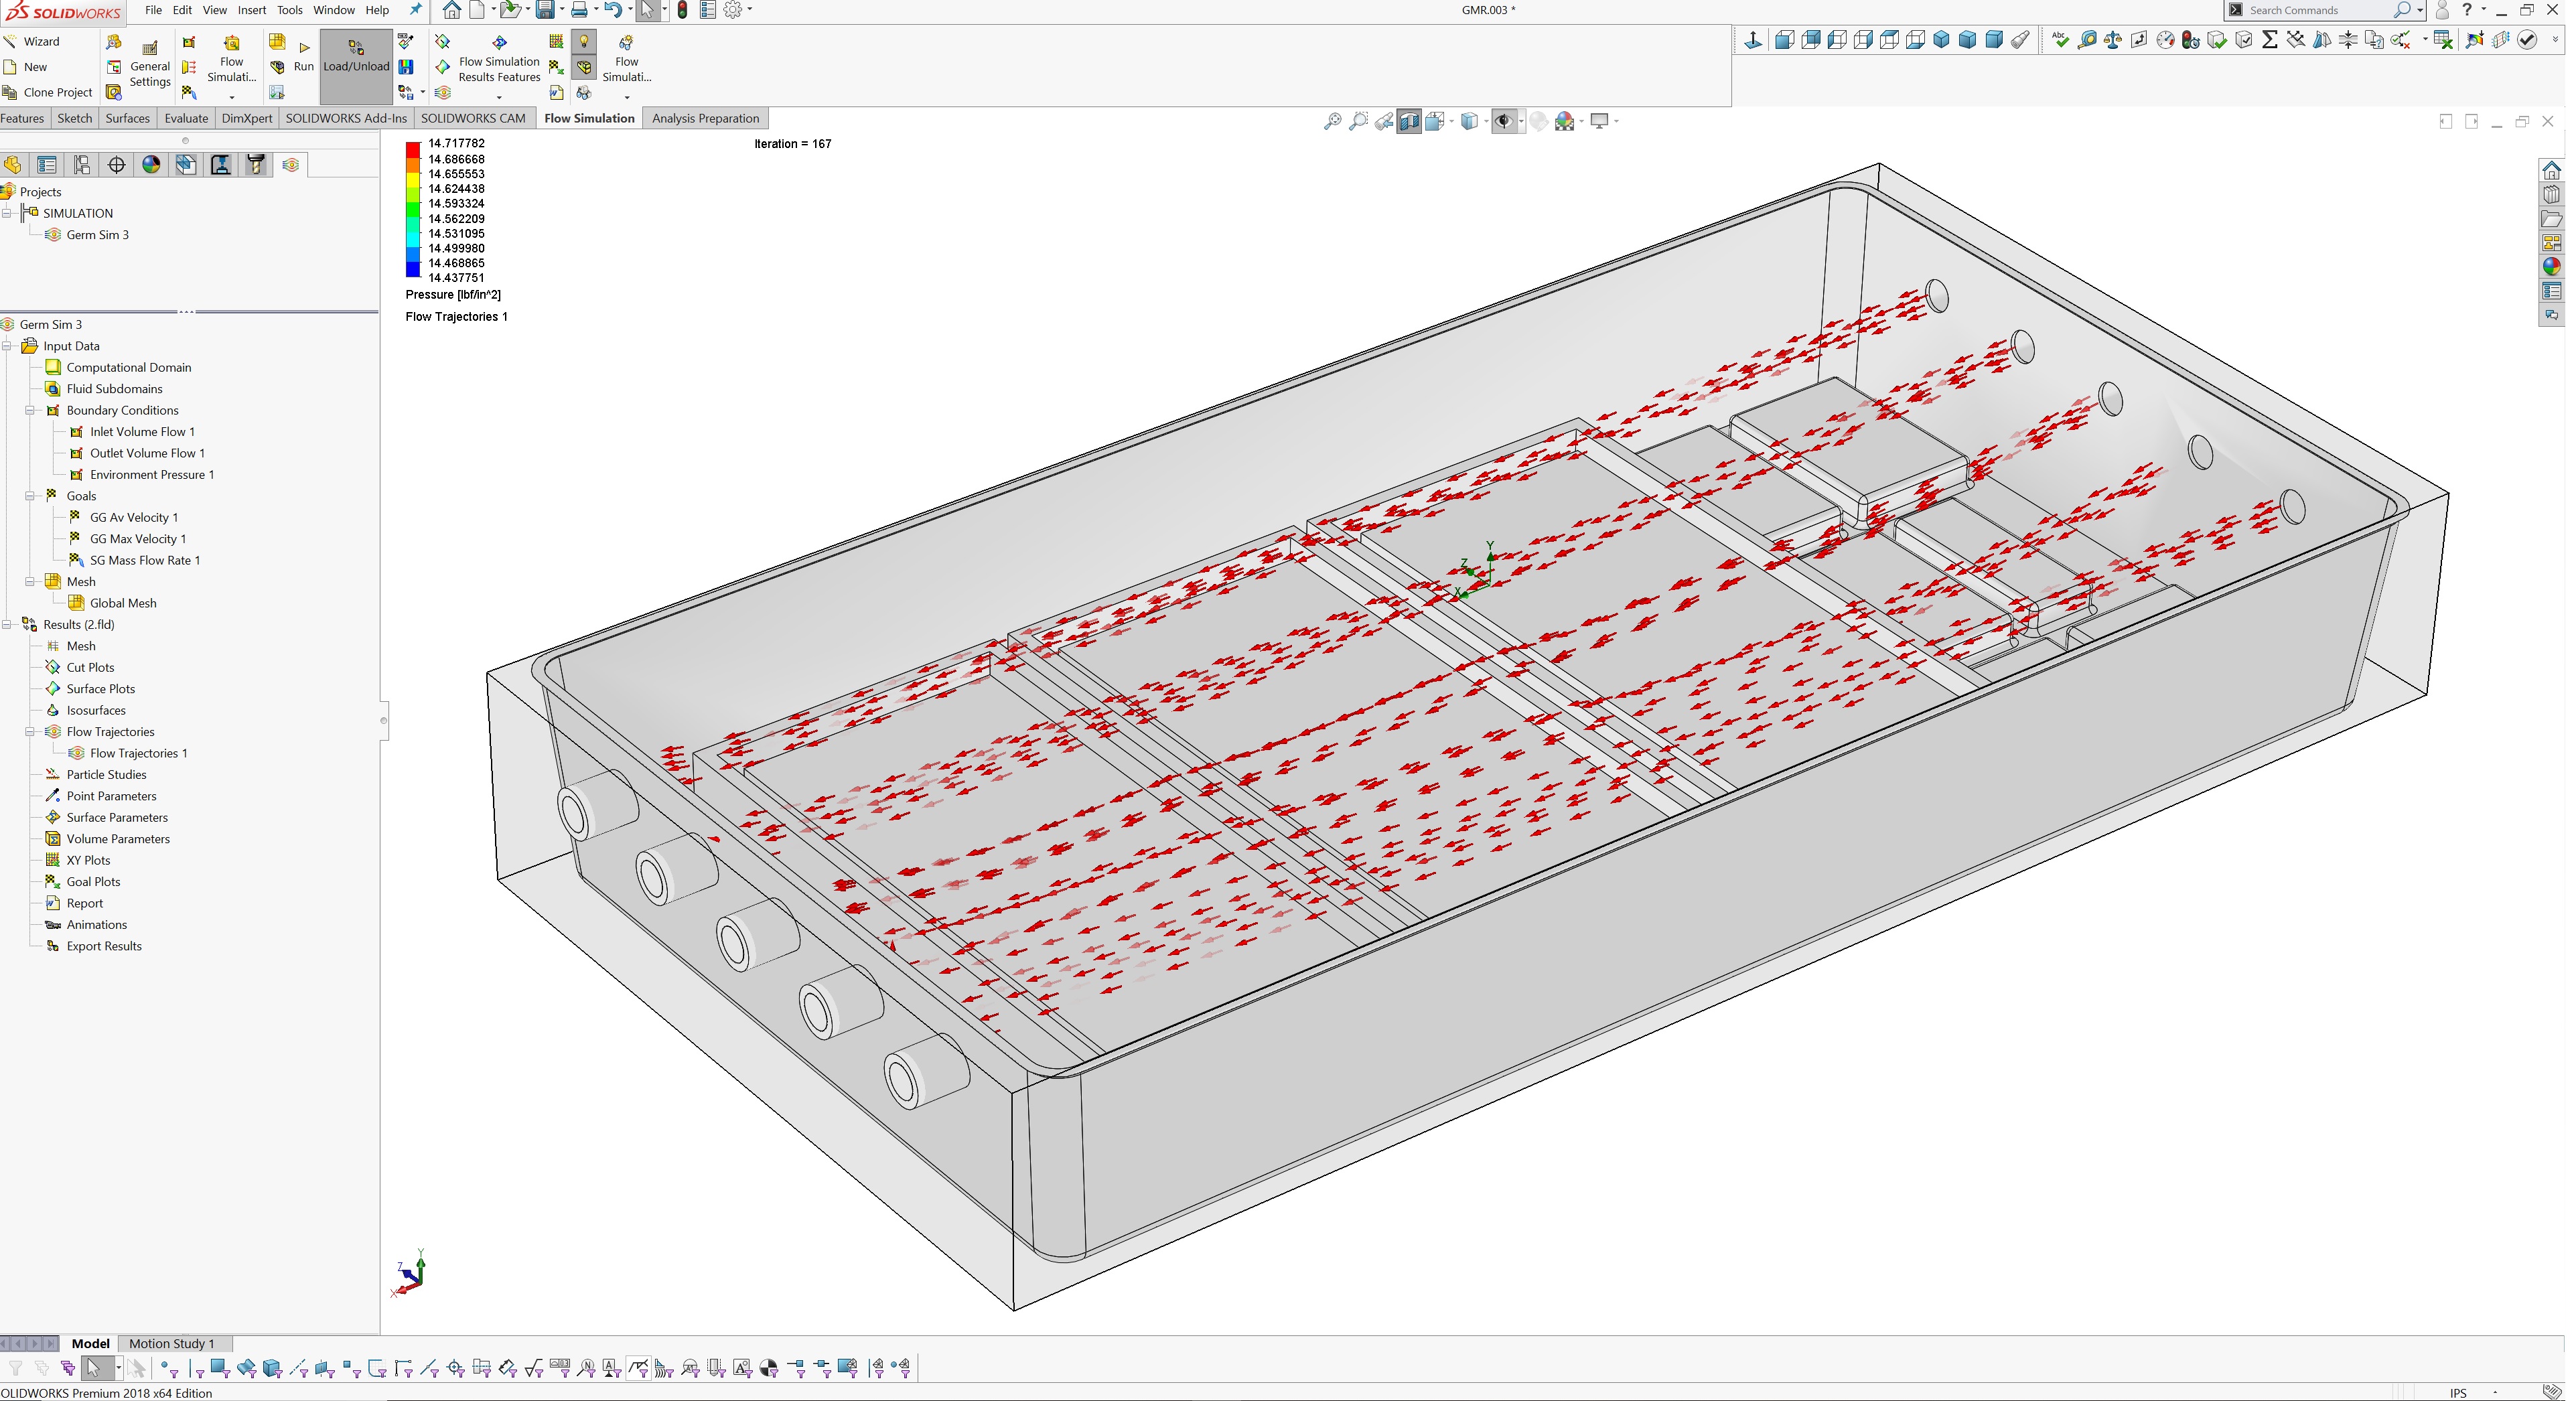 SOLIDWORKS
File Edit View Insert Tools Window Help
GMR.003 *
Search Commands
Wizard
New
Clone Project
General Settings
Flow Simulati...
Run
Load/Unload
Flow Simulation Results Features
Flow Simulati...
Features Sketch Surfaces Evaluate DimXpert SOLIDWORKS Add-Ins SOLIDWORKS CAM Flow Simulation Analysis Preparation
Projects
SIMULATION
Germ Sim 3
Germ Sim 3
Input Data
Computational Domain
Fluid Subdomains
Boundary Conditions
Inlet Volume Flow 1
Outlet Volume Flow 1
Environment Pressure 1
Goals
GG Av Velocity 1
GG Max Velocity 1
SG Mass Flow Rate 1
Mesh
Global Mesh
Results (2.fld)
Mesh
Cut Plots
Surface Plots
Isosurfaces
Flow Trajectories
Flow Trajectories 1
Particle Studies
Point Parameters
Surface Parameters
Volume Parameters
XY Plots
Goal Plots
Report
Animations
Export Results
14.717782
14.686668
14.655553
14.624438
14.593324
14.562209
14.531095
14.499980
14.468865
14.437751
Pressure [lbf/in^2]
Flow Trajectories 1
Iteration = 167
Y
Z
X
Y
Z
X
Model Motion Study 1
OLIDWORKS Premium 2018 x64 Edition
IPS